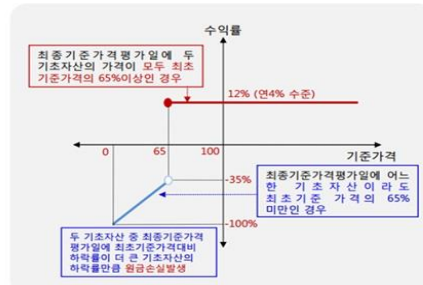 수익률
최종기준가격평가일에 두
기초자산의 가격이 모두 최초
기준가격의 65%이상인 경우
12% (연4% 수준)
0
65
100
기준가격
-35%
최종기준가격평가일에 어느
한 기초자산이라도
최초기준 가격의 65%
미만인 경우
-100%
두 기초자산 중 최종기준가격
평가일에 최초기준가격대비
하락률이 더 큰 기초자산의
하락률만큼 원금손실발생